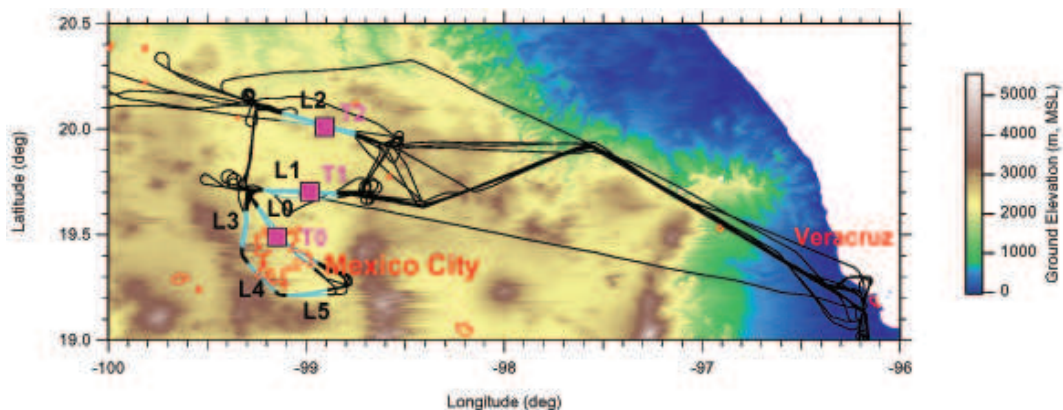 20.5
20.0
19.5
19.0
Latitude (deg)
-100
-99
-98
-97
-96
Longitude (deg)
L2
T2
L1
T1
L0
L3
T0
Mexico City
L4
L5
Veracruz
5000
4000
3000
2000
1000
0
Ground Elevation (m_MSL)